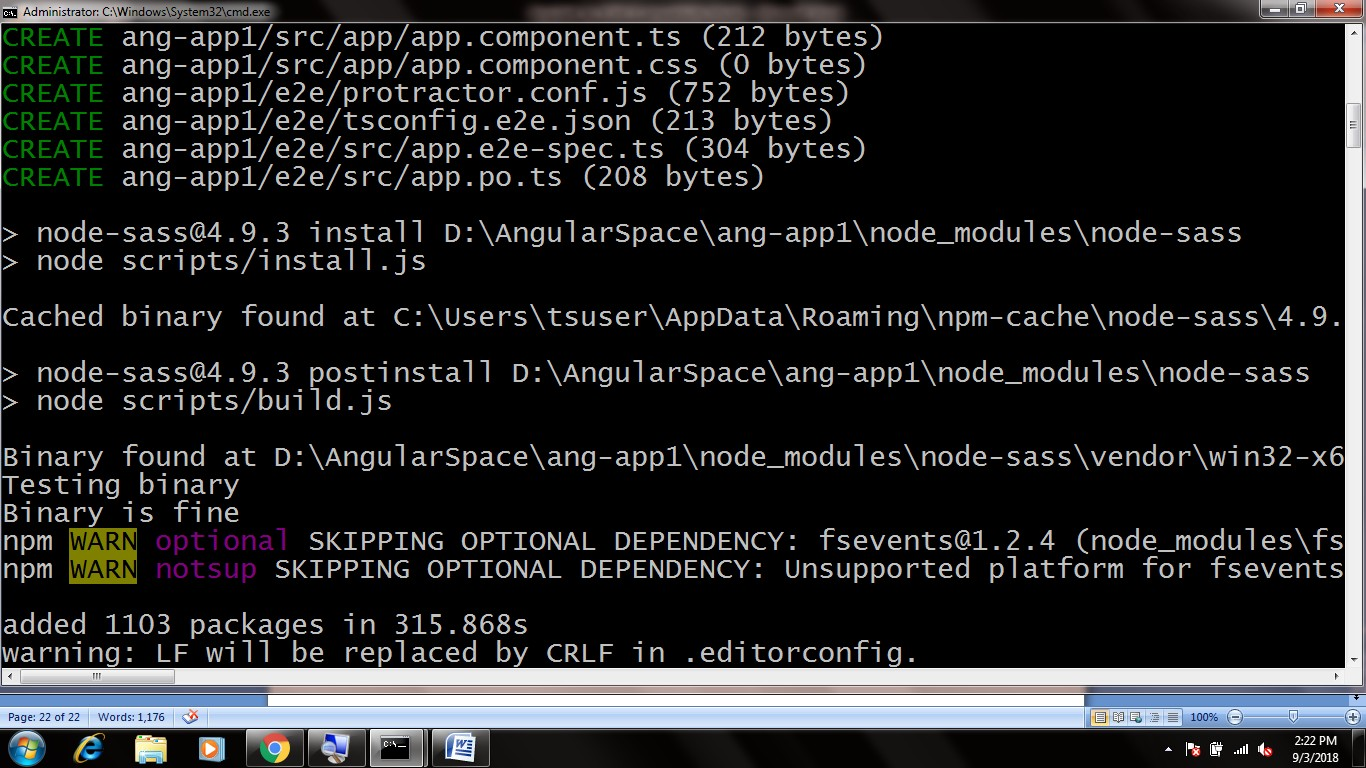 Administrator: C:\Windows\System32\cmd.exe
CREATE ang-app1/src/app/app.component.ts (212 bytes)
CREATE ang-app1/src/app/app.component.css (0 bytes)
CREATE ang-app1/e2e/protractor.conf.js (752 bytes)
CREATE ang-app1/e2e/tsconfig.e2e.json (213 bytes)
CREATE ang-app1/e2e/src/app.e2e-spec.ts (304 bytes)
CREATE ang-app1/e2e/src/app.po.ts (208 bytes)
> node-sass@4.9.3 install D:\AngularSpace\ang-app1\node_modules\node-sass
> node scripts/install.js
Cached binary found at C:\Users\tsuser\AppData\Roaming\npm-cache\node-sass\4.9.
> node-sass@4.9.3 postinstall D:\AngularSpace\ang-app1\node_modules\node-sass
> node scripts/build.js
Binary found at D:\AngularSpace\ang-app1\node_modules\node-sass\vendor\win32-x6
Testing binary
Binary is fine
npm WARN optional SKIPPING OPTIONAL DEPENDENCY: fsevents@1.2.4 (node_modules\fs
npm WARN notsup SKIPPING OPTIONAL DEPENDENCY: Unsupported platform for fsevents
added 1103 packages in 315.868s
warning: LF will be replaced by CRLF in .editorconfig.
Page: 22 of 22 Words: 1,176 100%
2:22 PM
9/3/2018